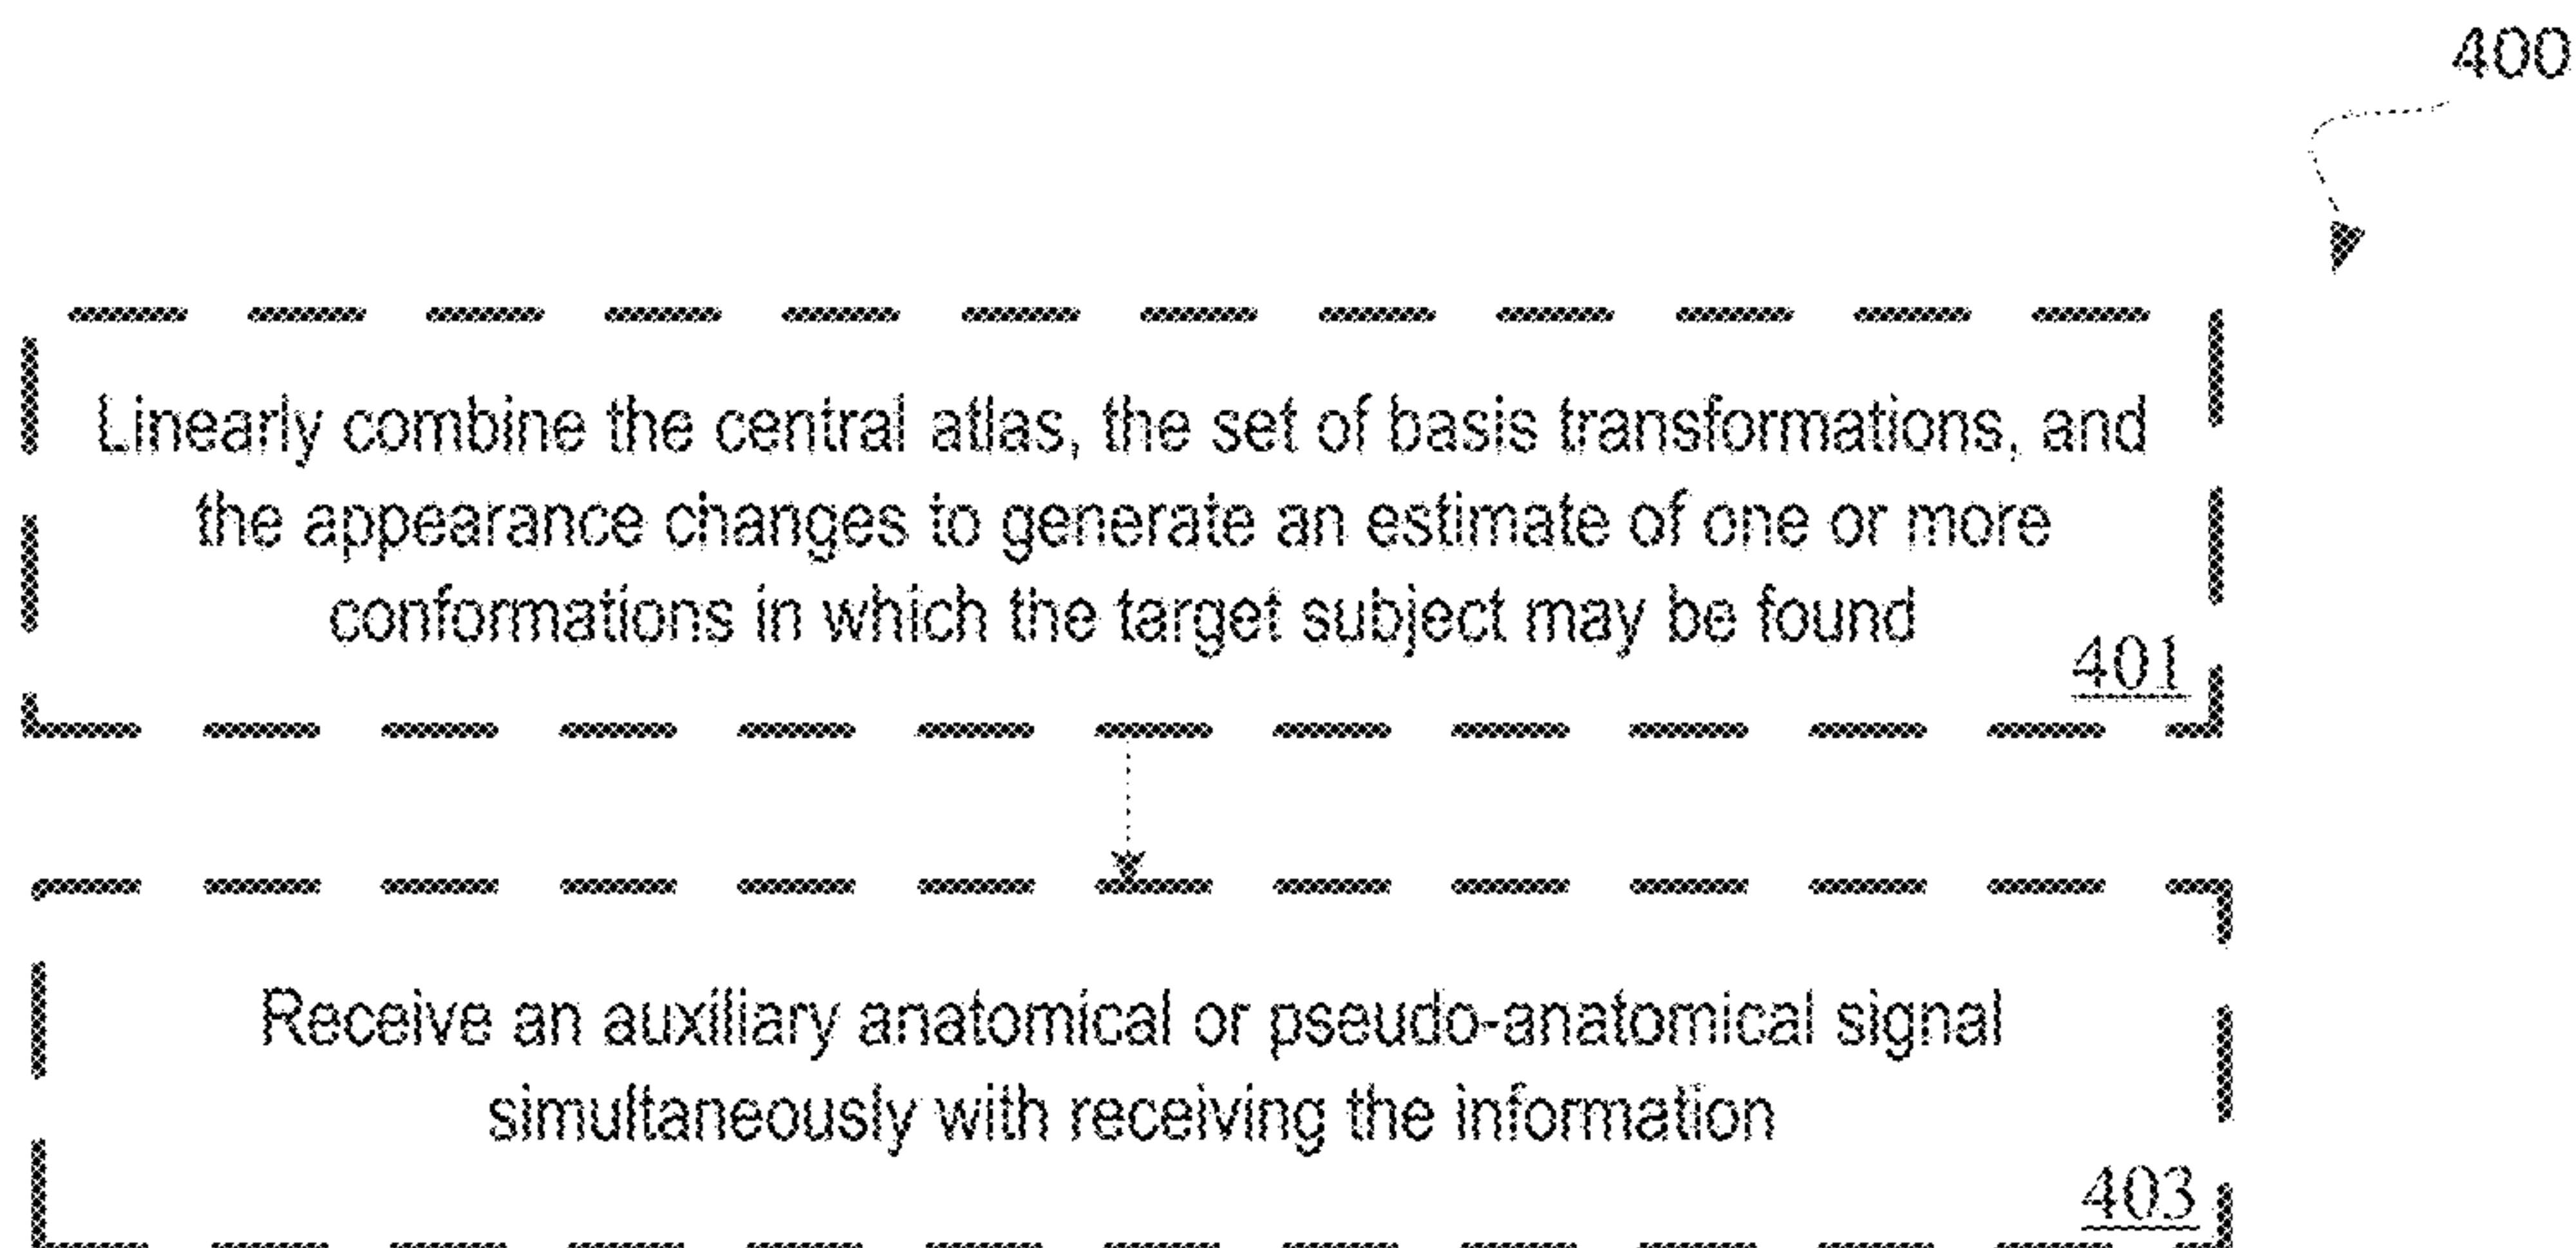 400
Linearly combine the central atlas, the set of basis transformations, and
the appearance changes to generate an estimate of one or more
conformations in which the target subject may be found
401
Receive an auxiliary anatomical or pseudo-anatomical signal
simultaneously with receiving the information
403